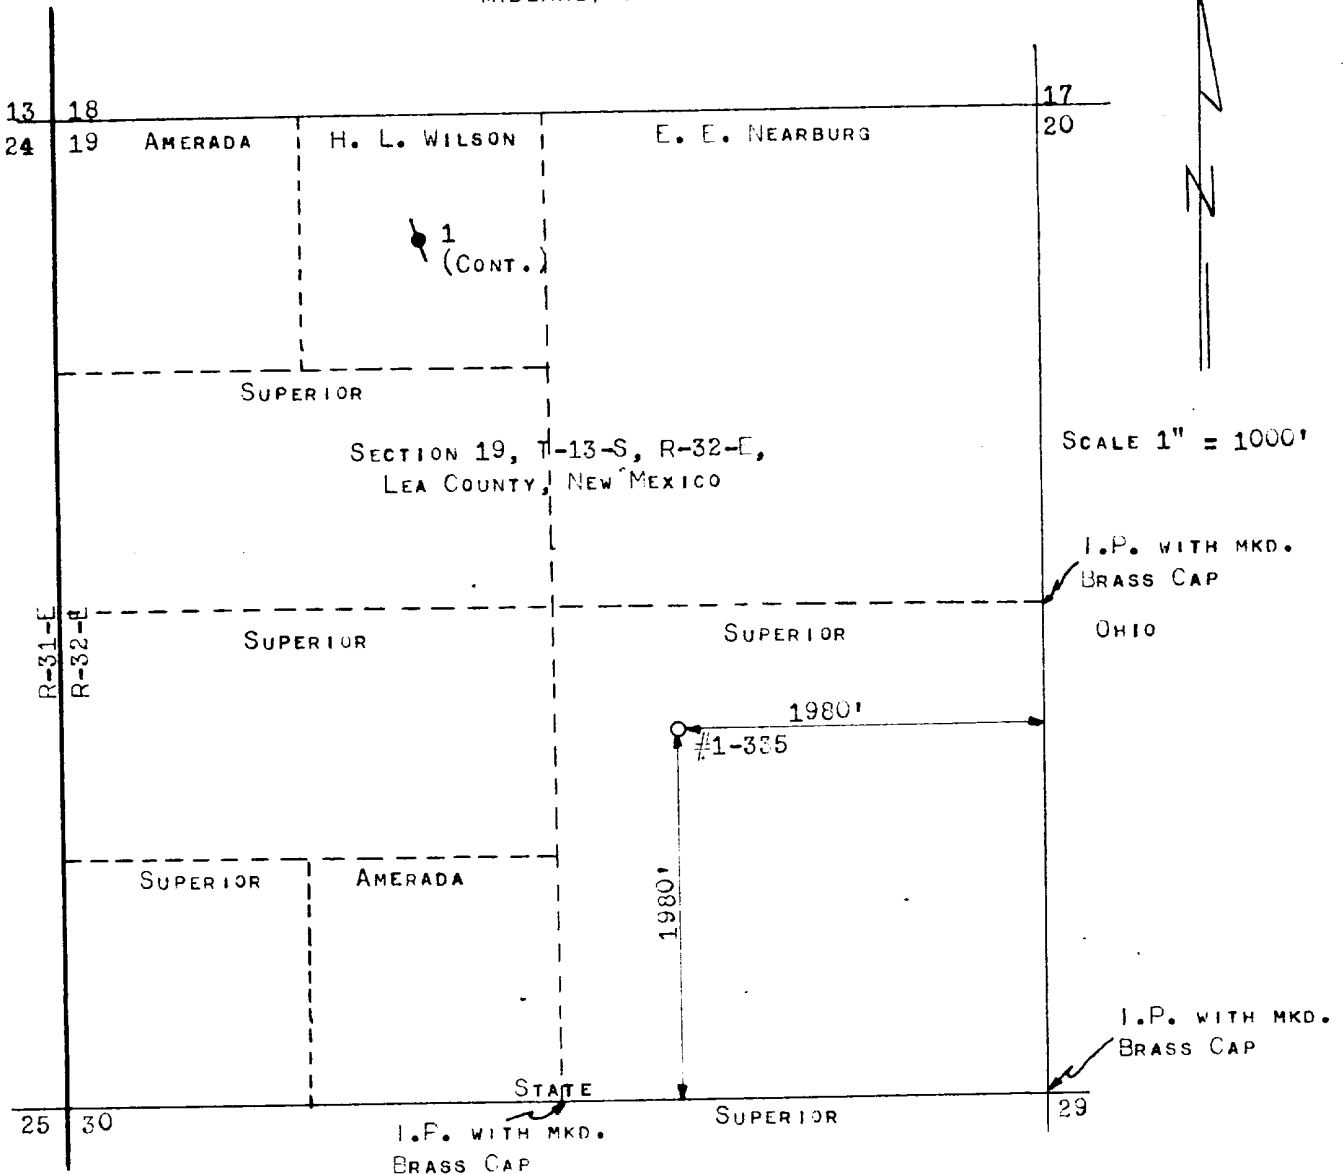 13 18
17
24 19 AMERADA H. L. WILSON E. E. NEARBURG 20
1
(CONT.)
N
SUPERIOR
SECTION 19, T-13-S, R-32-E,
LEA COUNTY, NEW MEXICO
SCALE 1" = 1000'
I.P. WITH MKD.
BRASS CAP
R-31-E
R-32-E
SUPERIOR
SUPERIOR
OHIO
1980'
#1-335
1980'
SUPERIOR
AMERADA
I.P. WITH MKD.
BRASS CAP
STATE
SUPERIOR
25 30
29
I.P. WITH MKD.
BRASS CAP